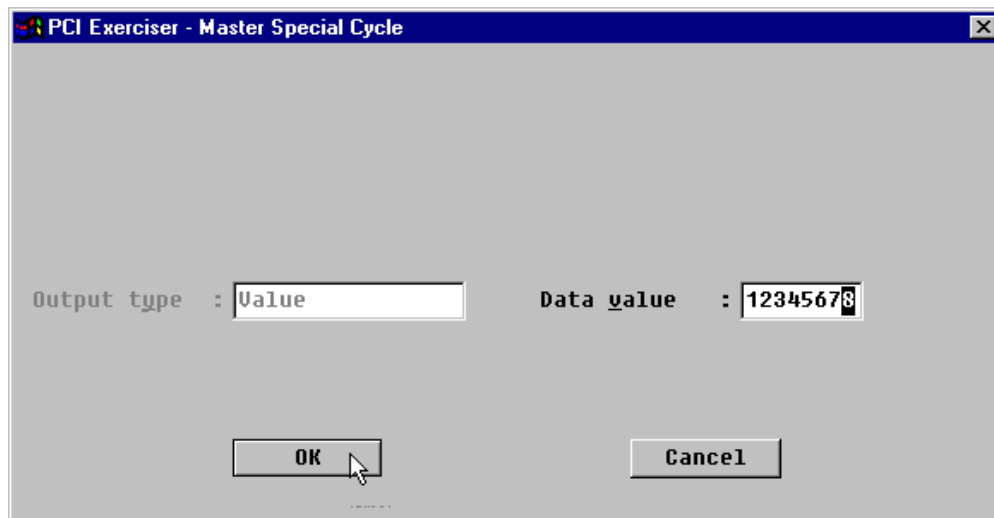 PCI Exerciser - Master Special Cycle
Output type : Value Data value : 12345678
OK Cancel